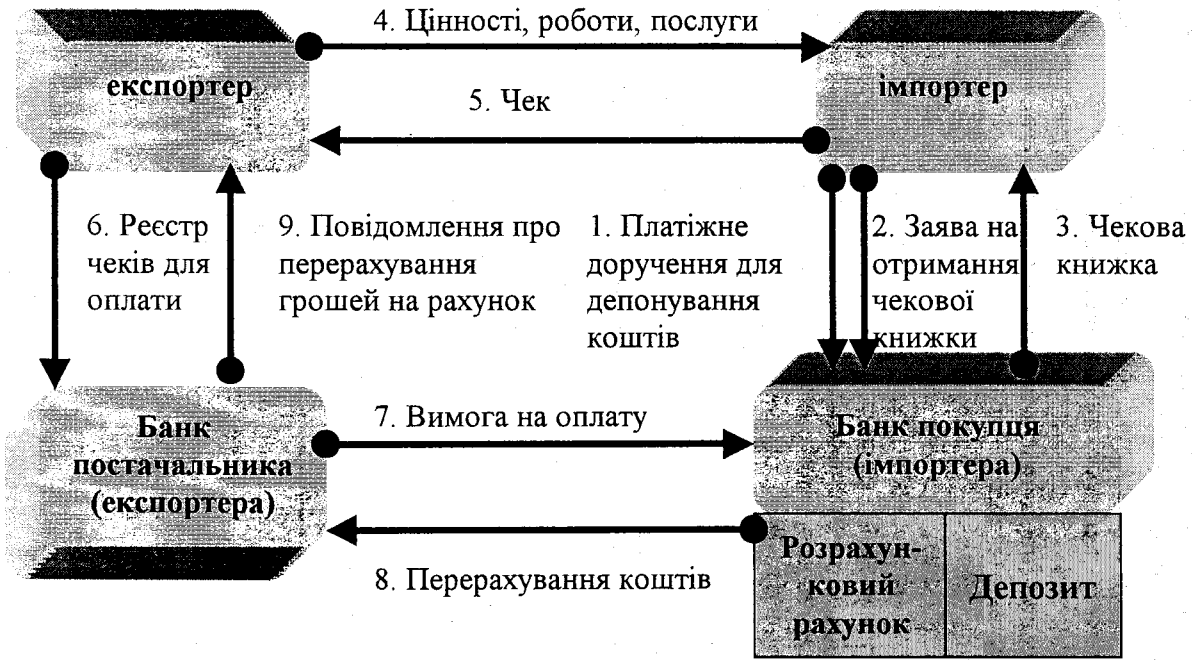 4. Цінності, роботи, послуги
експортер
імпортер
5. Чек
6. Реєстр
чеків для
оплати
9. Повідомлення про
перерахування
грошей на рахунок
1. Платіжне
доручення для
депонування
коштів
2. Заява на
отримання
чекової
книжки
3. Чекова
книжка
Банк
постачальника
(експортера)
7. Вимога на оплату
Банк покупця
(імпортера)
8. Перерахування коштів
Розрахун-
ковий
рахунок
Депозит